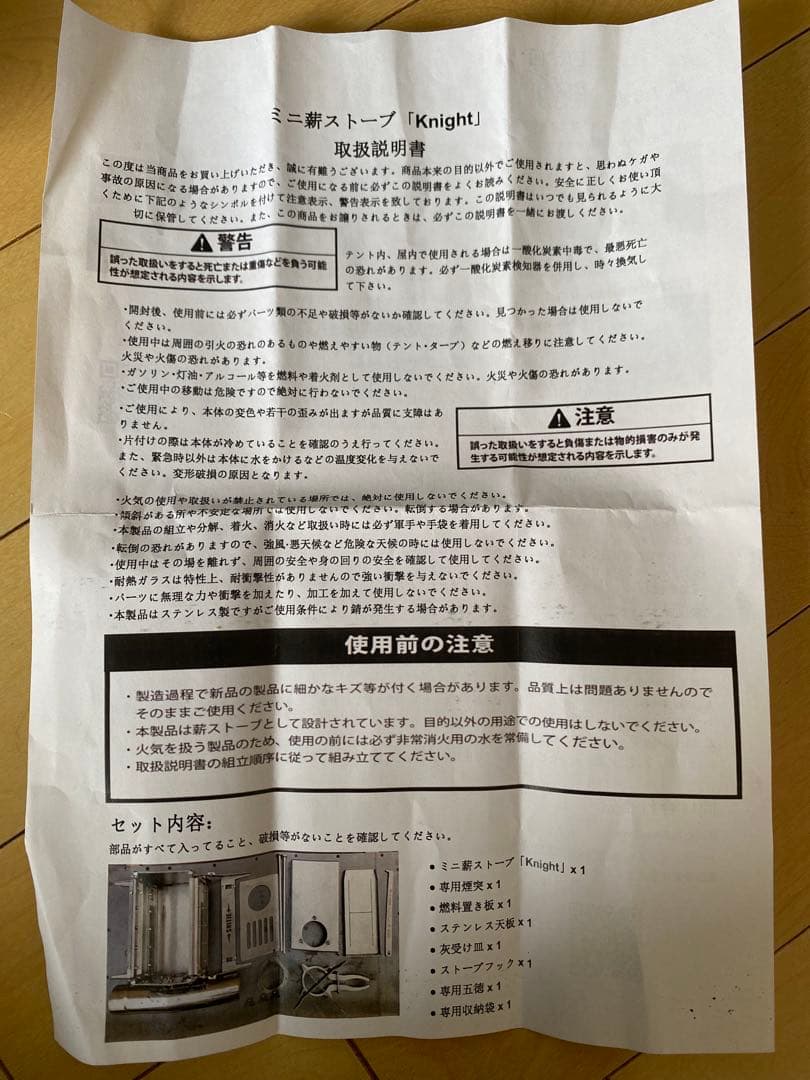 ミニ薪ストーブ「Knight」
取扱説明書
この度は当商品をお買い上げいただき、誠に有難うございます。商品本来の目的以外でご使用されますと、思わぬケガや
事故の原因になる場合がありますので、ご使用になる前に必ずこの説明書をよくお読みください。安全に正しくお使い頂
くために下記のようなシンボルを付けて注意表示、警告表示を致しております。この説明書はいつでも見られるように大
切に保管してください。また、この商品をお譲りされるときは、必ずこの説明書を一緒にお渡しください。
警告
誤った取扱いをすると死亡または重傷などを負う可能
性が想定される内容を示します。
テント内、屋内で使用される場合は一酸化炭素中毒で、最悪死亡
の恐れがあります。必ず一酸化炭素検知器を併用し、時々換気し
て下さい。
・開封後、使用前には必ずパーツ類の不足や破損等がないか確認してください。見つかった場合は使用しないで
ください。
・使用中は周囲の引火の恐れのあるものや燃えやすい物（テント・タープ）などの燃え移りに注意してください。
火災や火傷の恐れがあります。
・ガソリン・灯油・アルコール等を燃料や着火剤として使用しないでください。火災や火傷の恐れがあります。
・ご使用中の移動は危険ですので絶対に行わないでください。
・ご使用により、本体の変色や若干の歪みが出ますが品質に支障はあ
りません。
・片付けの際は本体が冷めていることを確認のうえ行ってください。
また、緊急時以外は本体に水をかけるなどの温度変化を与えないで
ください。変形破損の原因となります。
注意
誤った取扱いをすると負傷または物的損害のみが発
生する可能性が想定される内容を示します。
・火気の使用や取扱いが禁止されている場所では、絶対に使用しないでください。
・傾斜がある所や不安定な場所では使用しないでください。転倒する場合があります。
・本製品の組立や分解、着火、消火など取扱い時には必ず軍手や手袋を着用してください。
・転倒の恐れがありますので、強風・悪天候など危険な天候の時には使用しないでください。
・使用中はその場を離れず、周囲の安全や身の回りの安全を確認して使用してください。
・耐熱ガラスは特性上、耐衝撃性がありませんので強い衝撃を与えないでください。
・パーツに無理な力や衝撃を加えたり、加工を加えて使用しないでください。
・本製品はステンレス製ですがご使用条件により錆が発生する場合があります。
使用前の注意
・製造過程で新品の製品に細かなキズ等が付く場合があります。品質上は問題ありませんので
そのままご使用ください。
・本製品は薪ストーブとして設計されています。目的以外の用途での使用はしないでください。
・火気を扱う製品のため、使用の前には必ず非常消火用の水を常備してください。
・取扱説明書の組立順序に従って組み立ててください。
セット内容:
部品がすべて入ってること、破損等がないことを確認してください。
● ミニ薪ストーブ「Knight」x 1
● 専用煙突 x 1
● 燃料置き板 x 1
● ステンレス天板 x 1
● 灰受け皿 x 1
● ストーブフック x 1
● 専用五徳 x 1
● 専用収納袋 x 1